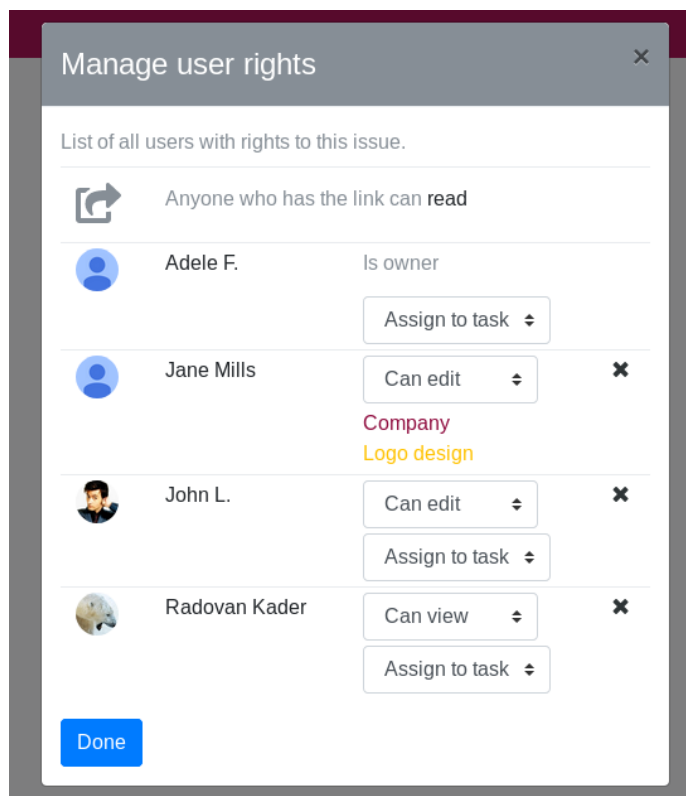 Manage user rights ×
List of all users with rights to this issue.
Anyone who has the link can read
Adele F. Is owner
Assign to task
Jane Mills Can edit
Company
Logo design
John L. Can edit
Assign to task
Radovan Kader Can view
Assign to task
Done